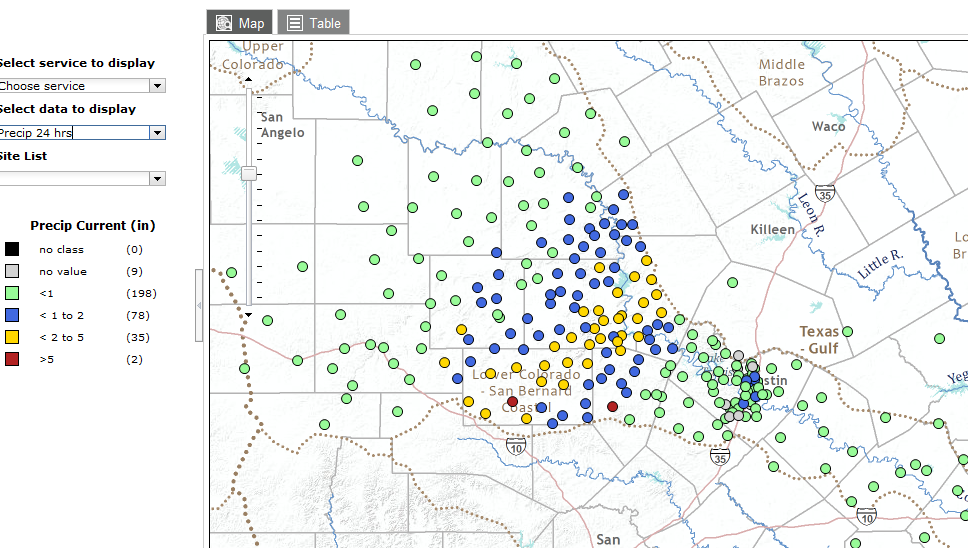 Map
Table
Select service to display
Choose service
Select data to display
Precip 24 hrs
Site List
Precip Current (in)
no class (0)
no value (9)
<1 (198)
< 1 to 2 (78)
< 2 to 5 (35)
>5 (2)
Upper
Colorado
San
Angelo
Middle
Brazos
Waco
35
Leon R.
Killeen
Little R.
Texas
- Gulf
Lower Colorado
- San Bernard
Coastal
10
35
10
San